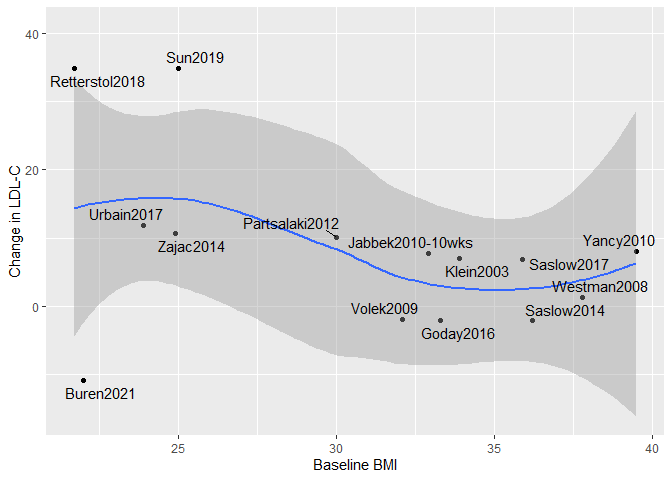 40
20
0
Change in LDL-C
Sun2019
Retterstol2018
Urbain2017
Partsalaki2012
Zajac2014
Jabbek2010-10wks
Yancy2010
Klein2003
Saslow2017
Westman2008
Volek2009
Saslow2014
Goday2016
Buren2021
25
30
35
40
Baseline BMI